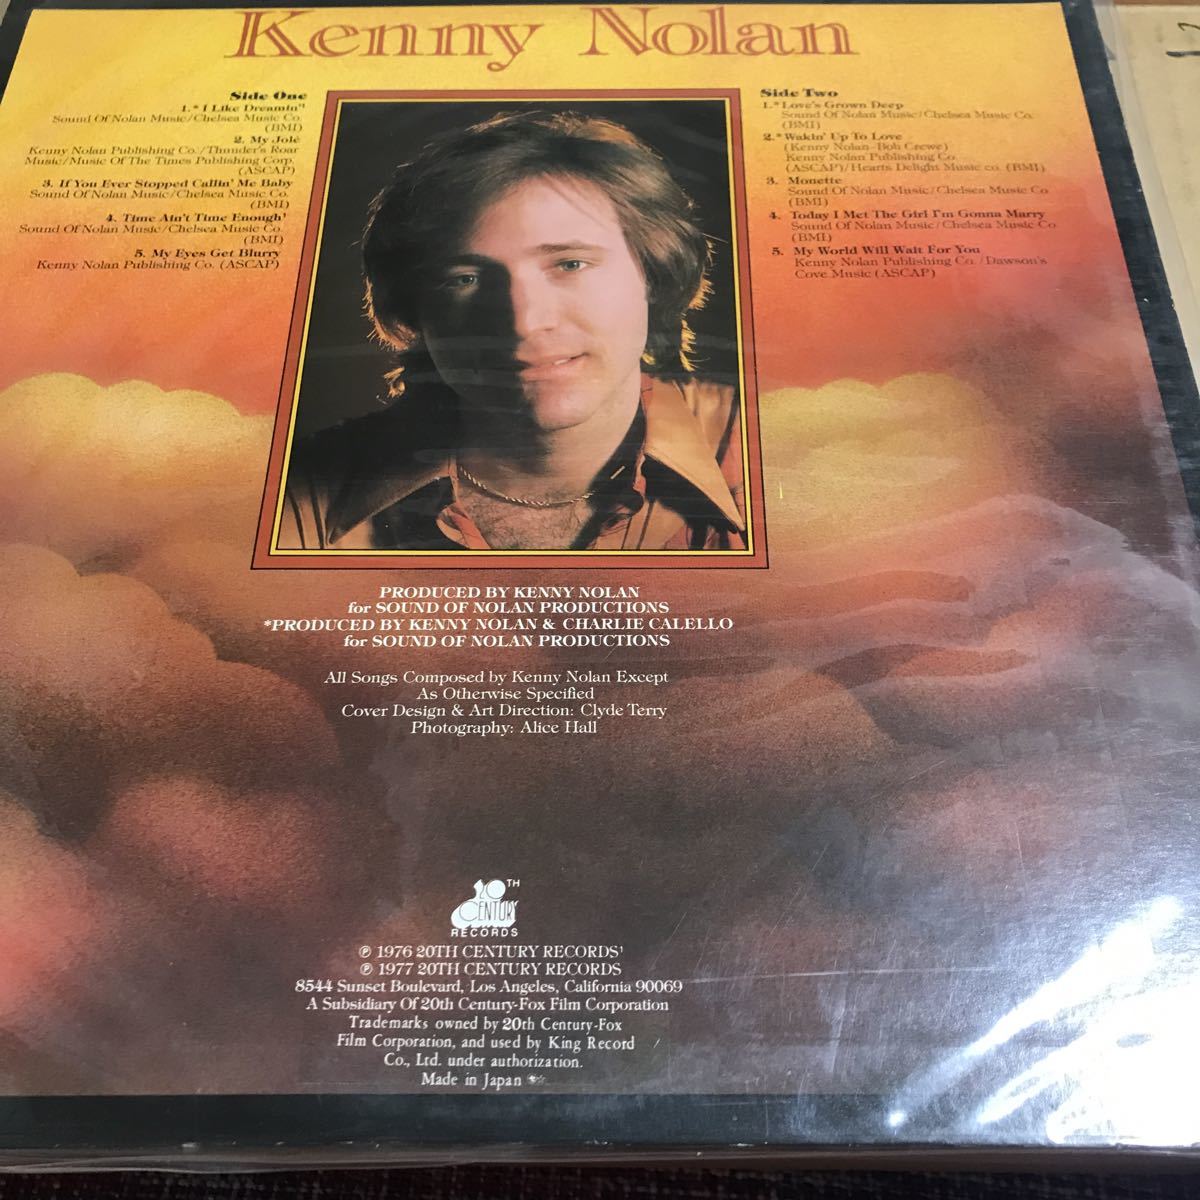 Kenny Nolan
Side One
1. * I Like Dreamin'¹
Sound Of Nolan Music/Chelsea Music Co.
(BMI)
2. My Jolé
Kenny Nolan Publishing Co./Thunder's Roar
Music/Music Of The Times Publishing Corp.
(ASCAP)
3. If You Ever Stopped Callin' Me Baby
Sound Of Nolan Music/Chelsea Music Co.
(BMI)
4. Time Ain't Time Enough¹
Sound Of Nolan Music/Chelsea Music Co.
(BMI)
5. My Eyes Get Blurry
Kenny Nolan Publishing Co. (ASCAP)
Side Two
1. * Love's Grown Deep
Sound Of Nolan Music/Chelsea Music Co.
(BMI)
2. * Wakin' Up To Love
(Kenny Nolan-Bob Crewe)
Kenny Nolan Publishing Co.
(ASCAP)/Hearts Delight Music co. (BMI)
3. Monette
Sound Of Nolan Music/Chelsea Music Co.
(BMI)
4. Today I Met The Girl I'm Gonna Marry
Sound Of Nolan Music/Chelsea Music Co.
(BMI)
5. My World Will Wait For You
Kenny Nolan Publishing Co./Dawson's
Cove Music (ASCAP)
PRODUCED BY KENNY NOLAN
for SOUND OF NOLAN PRODUCTIONS
*PRODUCED BY KENNY NOLAN & CHARLIE CALELLO
for SOUND OF NOLAN PRODUCTIONS
All Songs Composed by Kenny Nolan Except
As Otherwise Specified
Cover Design & Art Direction: Clyde Terry
Photography: Alice Hall
20TH
CENTURY
RECORDS
℗ 1976 20TH CENTURY RECORDS¹
℗ 1977 20TH CENTURY RECORDS
8544 Sunset Boulevard, Los Angeles, California 90069
A Subsidiary Of 20th Century-Fox Film Corporation
Trademarks owned by 20th Century-Fox
Film Corporation, and used by King Record
Co., Ltd. under authorization.
Made in Japan